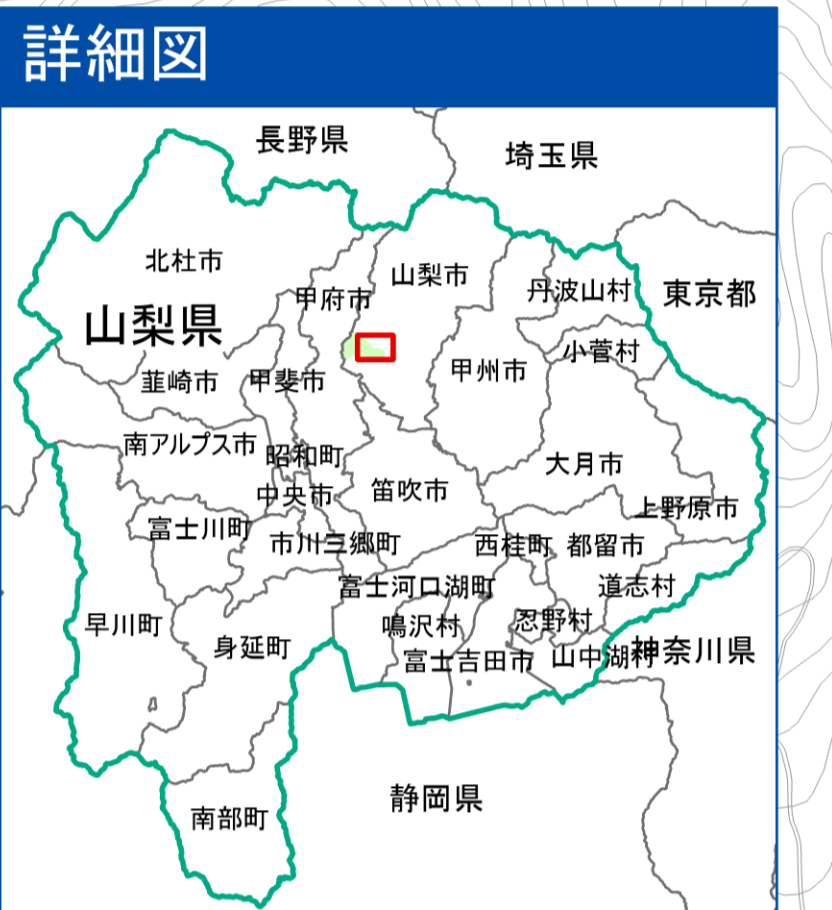 詳細図
長野県
埼玉県
北杜市
山梨市
甲府市
丹波山村
東京都
山梨県
小菅村
韮崎市
甲斐市
甲州市
南アルプス市
昭和町
大月市
中央市
笛吹市
上野原市
富士川町
市川三郷町
西桂町
都留市
富士河口湖町
道志村
早川町
鳴沢村
忍野村
身延町
富士吉田市
山中湖村
神奈川県
静岡県
南部町